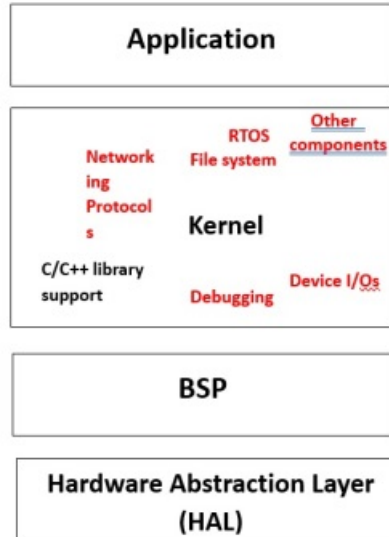 Application
Other
components
RTOS
File system
Network
ing
Protocol
s
Kernel
C/C++ library
support
Debugging
Device I/Os
BSP
Hardware Abstraction Layer
(HAL)